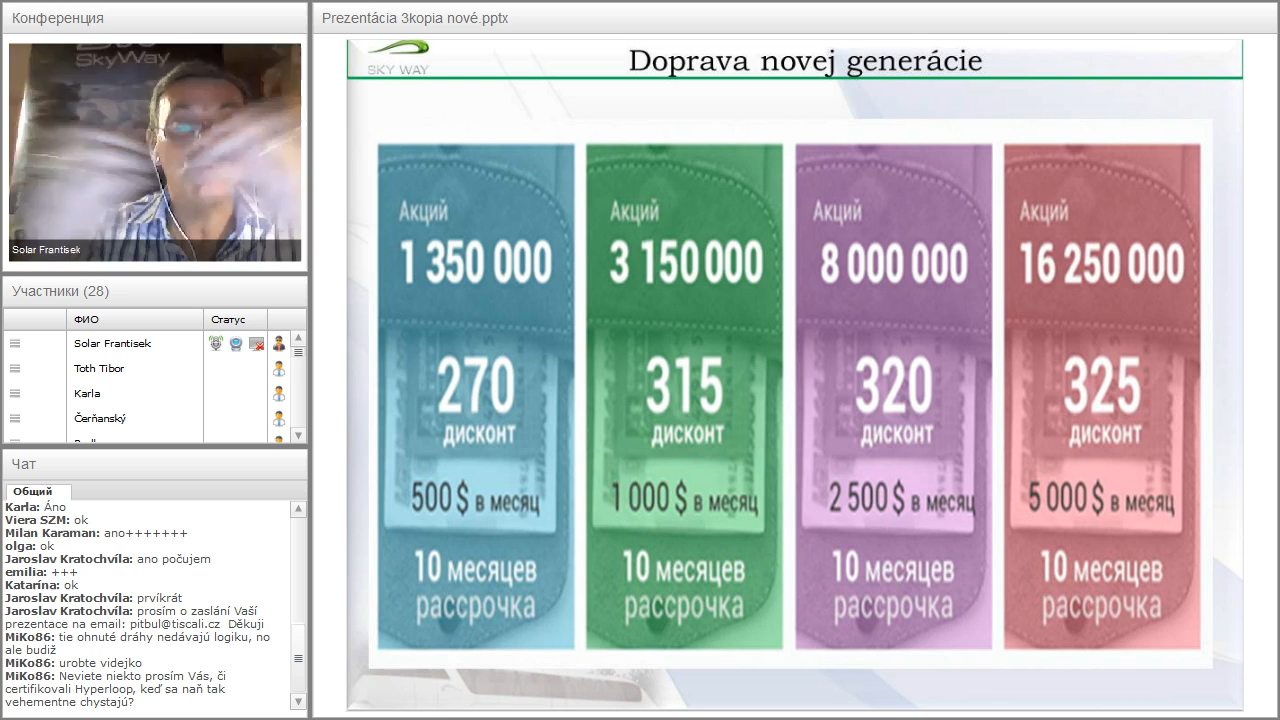 Конференция
SkyWay
Solar Frantisek
Участники (28)
ФИО
Статус
Solar Frantisek
Toth Tibor
Karla
Čerňanský
Чат
Общий
Karla: Áno
Viera SZM: ok
Milan Karaman: ano+++++++
olga: ok
Jaroslav Kratochvíla: ano počujem
emilia: +++
Katarína: ok
Jaroslav Kratochvíla: prvíkrát
Jaroslav Kratochvíla: prosím o zaslání Vaší
prezentace na email: pitbul@tiscali.cz Děkuji
MiKo86: tie ohnuté dráhy nedávajú logiku, no
ale budiž
MiKo86: urobte videjko
MiKo86: Neviete niekto prosím Vás, či
certifikovali Hyperloop, keď sa naň tak
vehementne chystajú?
Prezentácia 3kopia nové.pptx
SKY WAY
Doprava novej generácie
Акций
1 350 000
270
дисконт
500 $ в месяц
10 месяцев
рассрочка
Акций
3 150 000
315
дисконт
1 000 $ в месяц
10 месяцев
рассрочка
Акций
8 000 000
320
дисконт
2 500 $ в месяц
10 месяцев
рассрочка
Акций
16 250 000
325
дисконт
5 000 $ в месяц
10 месяцев
рассрочка